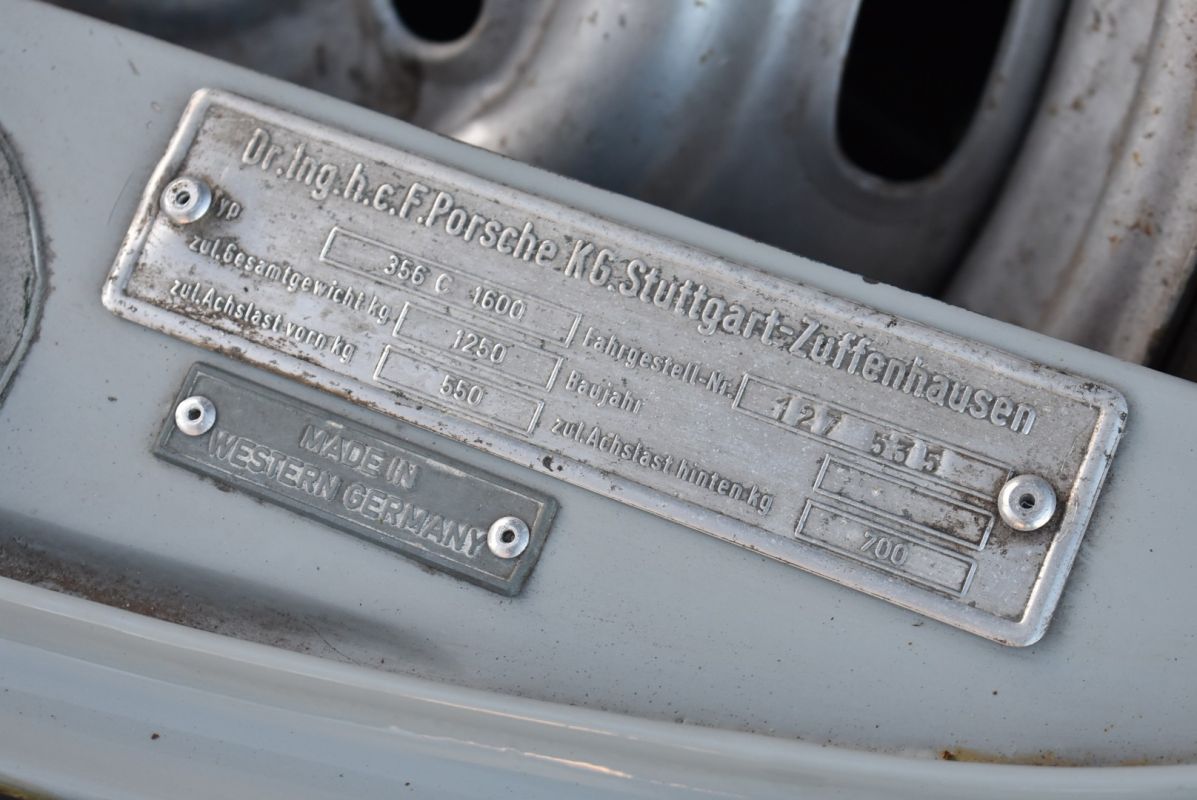 Dr.Ing.h.c.F.Porsche KG.Stuttgart-Zuffenhausen
Typ 356 C 1600 Fahrgestell-Nr. 127 535
zul.Gesamtgewicht kg 1250 Baujahr
zul.Achslast vorn kg 550 zul.Achslast hinten kg 700
MADE IN
WESTERN GERMANY